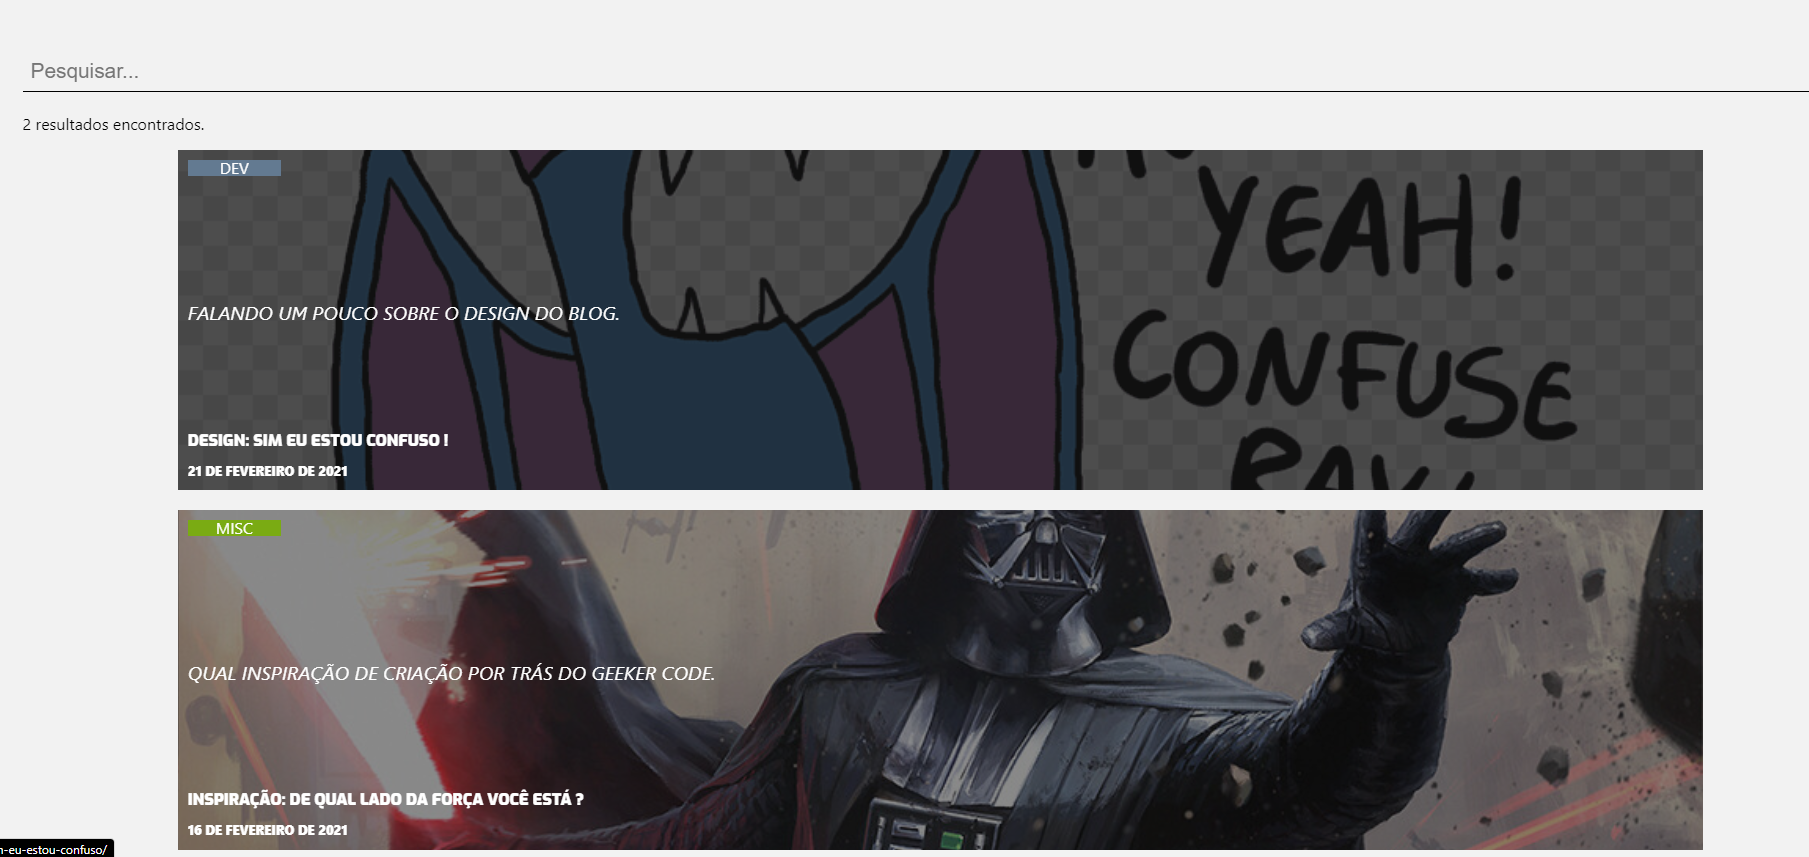 Pesquisar...
2 resultados encontrados.
DEV
YEAH!
CONFUSE
FALANDO UM POUCO SOBRE O DESIGN DO BLOG.
DESIGN: SIM EU ESTOU CONFUSO !
21 DE FEVEREIRO DE 2021
MISC
QUAL INSPIRAÇÃO DE CRIAÇÃO POR TRÁS DO GEEKER CODE.
INSPIRAÇÃO: DE QUAL LADO DA FORÇA VOCÊ ESTÁ ?
16 DE FEVEREIRO DE 2021
-eu-estou-confuso/